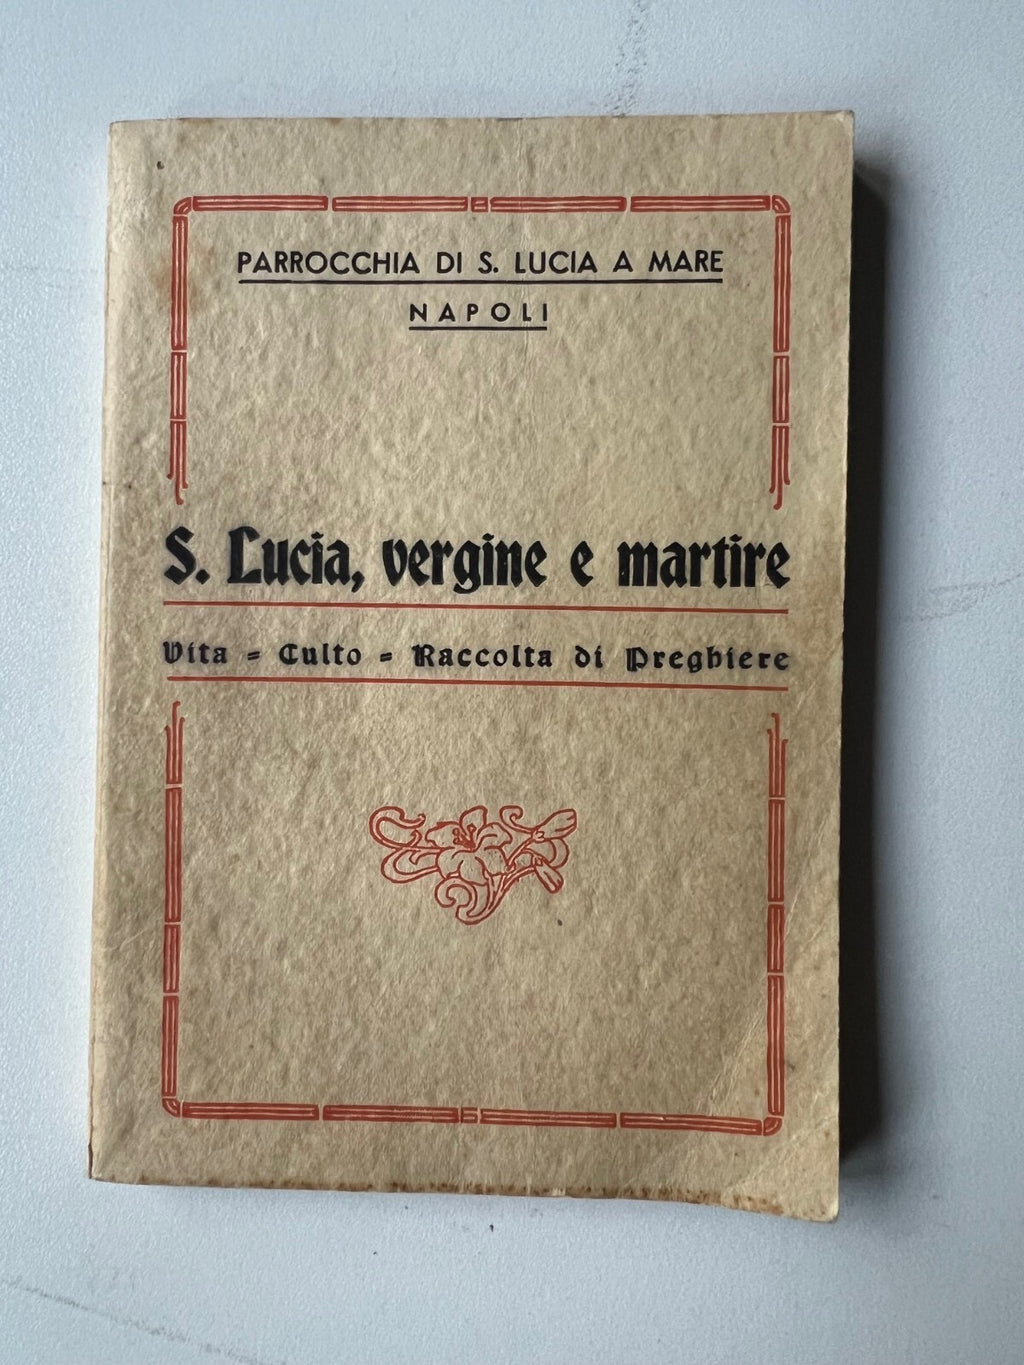 PARROCCHIA DI S. LUCIA A MARE
NAPOLI
S. Lucia, vergine e martire
Vita = Culto = Raccolta di Preghiere